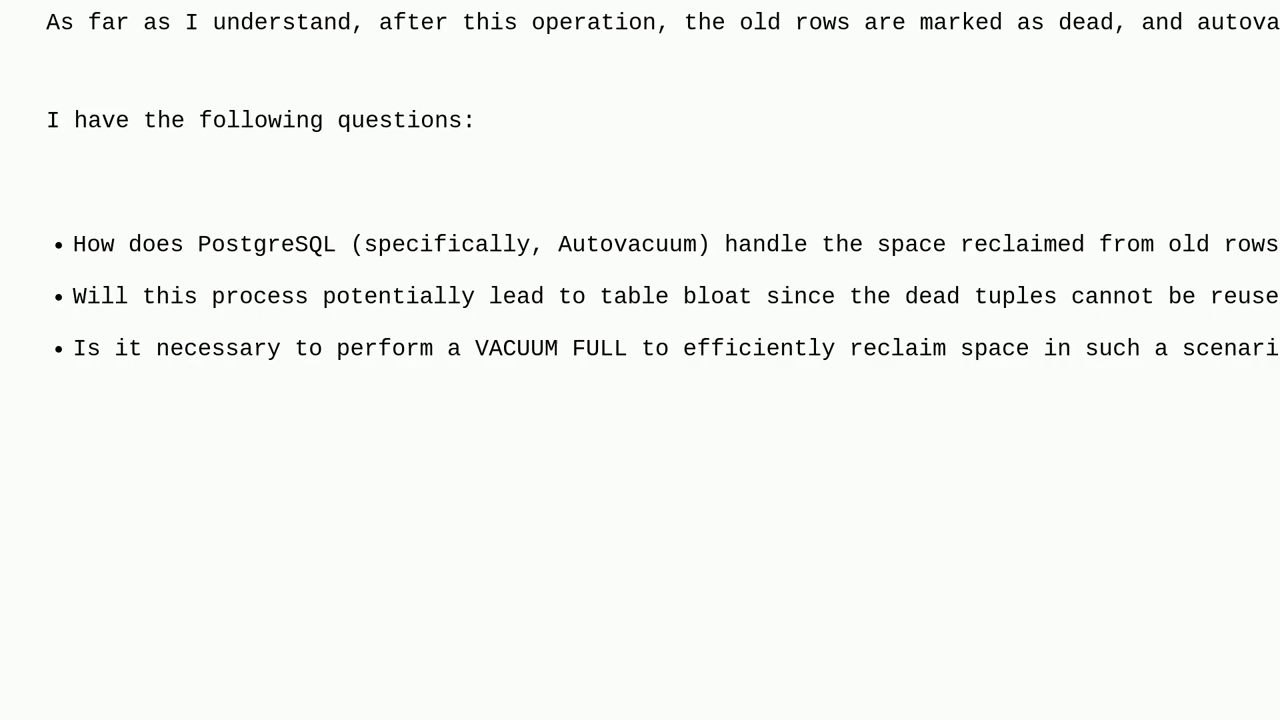 As far as I understand, after this operation, the old rows are marked as dead, and autova
I have the following questions:
• How does PostgreSQL (specifically, Autovacuum) handle the space reclaimed from old rows
• Will this process potentially lead to table bloat since the dead tuples cannot be reuse
• Is it necessary to perform a VACUUM FULL to efficiently reclaim space in such a scenari